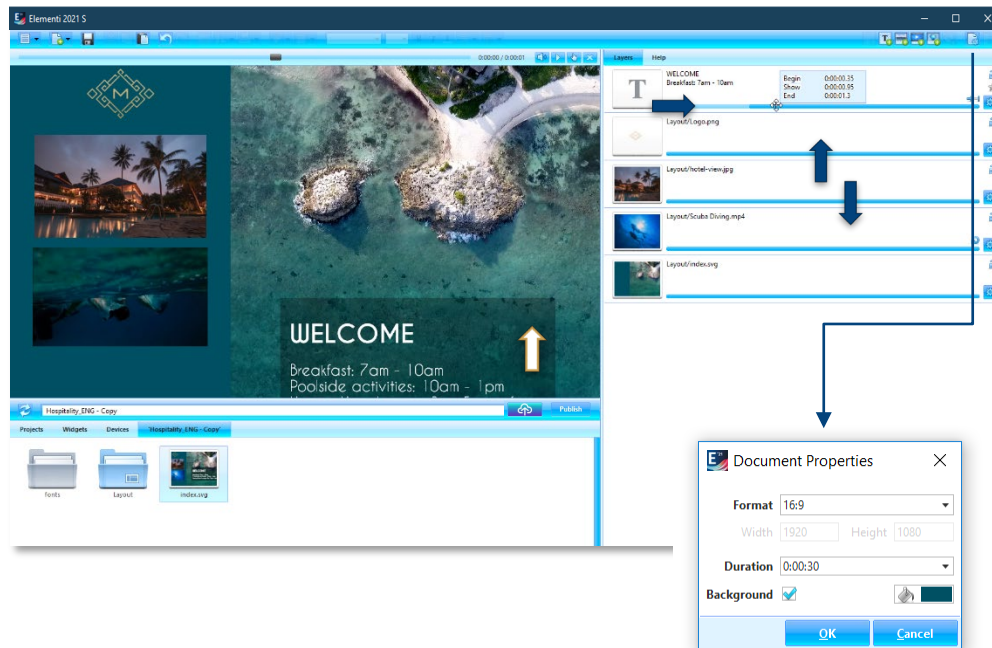 Elementi 2021 S
0:00:00 / 0:00:01
Layers Help
T
WELCOME
Breakfast: 7am - 10am
Begin 0:00:00.35
Show 0:00:00.95
End 0:00:01.3
Layout/Logo.png
Layout/hotel-view.jpg
Layout/Scuba Diving.mp4
Layout/index.svg
M
WELCOME
Breakfast: 7am - 10am
Poolside activities: 10am - 1pm
Hospitality_ENG - Copy
Publish
Projects Widgets Devices 'Hospitality_ENG - Copy'
fonts Layout index.svg
Document Properties
Format 16:9
Width 1920 Height 1080
Duration 0:00:30
Background
OK Cancel